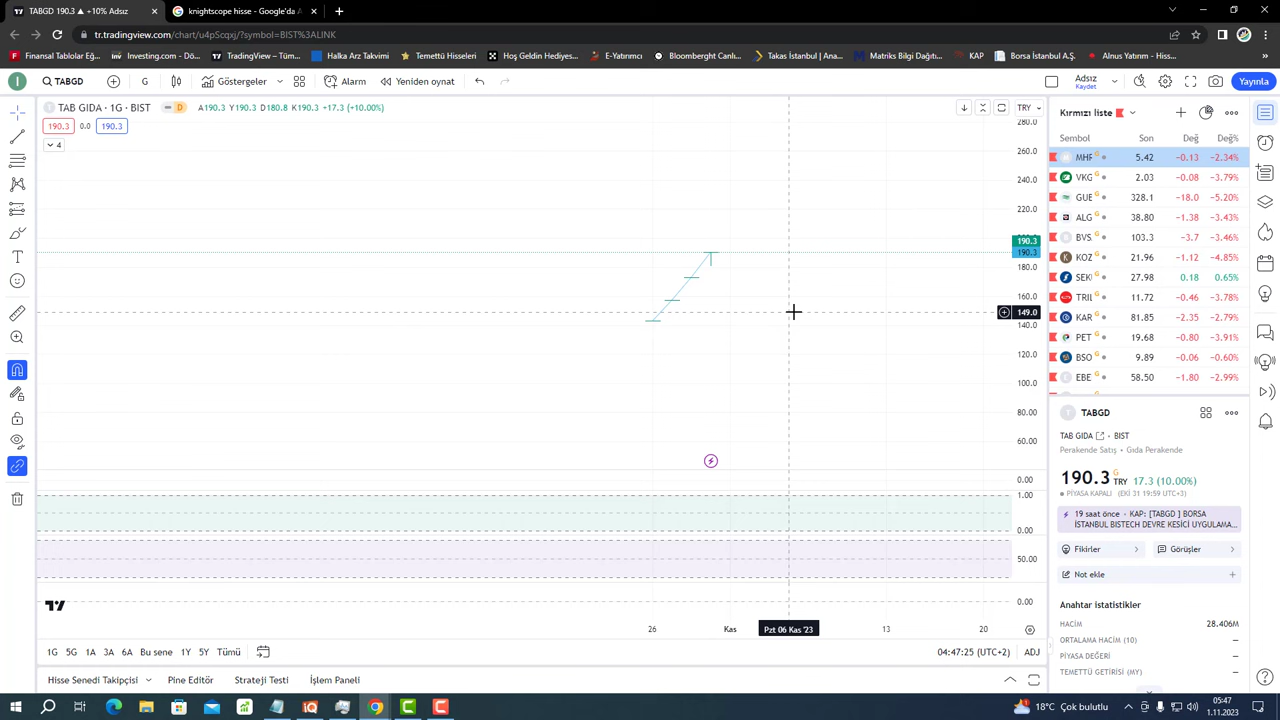 TABGD 190.3 ▲ +10% Adsız
knightscope hisse - Google'da A
tr.tradingview.com/chart/u4pScqxj/?symbol=BIST%3ALINK
Finansal Tablolar Eğ... Investing.com - Dö... TradingView – Tüm... Halka Arz Takvimi Temettü Hisseleri Hoş Geldin Hediyes... E-Yatırımcı Bloomberght Canlı... Takas İstanbul | Ana... Matriks Bilgi Dağıtı... KAP Borsa İstanbul A.Ş. Alnus Yatırım - Hiss... »
TABGD G Göstergeler Alarm Yeniden oynat Adsız Kaydet Yayınla
TAB GIDA · 1G · BIST D A190.3 Y190.3 D180.8 K190.3 +17.3 (+10.00%) TRY
190.3 0.0 190.3
4
280.0
260.0
240.0
220.0
190.3
190.3
180.0
160.0
149.0
140.0
120.0
100.0
80.00
60.00
0.00
1.00
0.00
50.00
0.00
26 Kas Pzt 06 Kas '23 13 20
1G 5G 1A 3A 6A Bu sene 1Y 5Y Tümü 04:47:25 (UTC+2) ADJ
Hisse Senedi Takipçisi Pine Editör Strateji Testi İşlem Paneli
Kırmızı liste
Sembol Son Değ Değ%
MHF G 5.42 −0.13 −2.34%
VKG G 2.03 −0.08 −3.79%
GUE G 328.1 −18.0 −5.20%
ALG G 38.80 −1.38 −3.43%
BVS G 103.3 −3.7 −3.46%
KOZ G 21.96 −1.12 −4.85%
SEK G 27.98 0.18 0.65%
TRIL G 11.72 −0.46 −3.78%
KAR G 81.85 −2.35 −2.79%
PET G 19.68 −0.80 −3.91%
BSO G 9.89 −0.06 −0.60%
EBE G 58.50 −1.80 −2.99%
TABGD
TAB GIDA · BIST
Perakende Satış · Gıda Perakende
190.3 G TRY 17.3 (10.00%)
PİYASA KAPALI (EKİ 31 19:59 UTC+3)
19 saat önce · KAP: [TABGD ] BORSA
İSTANBUL BISTECH DEVRE KESİCİ UYGULAMA...
Fikirler Görüşler
Not ekle
Anahtar istatistikler
HACİM 28.406M
ORTALAMA HACİM (10) —
PİYASA DEĞERİ —
TEMETTÜ GETİRİSİ (MY) —
18°C Çok bulutlu 05:47
1.11.2023